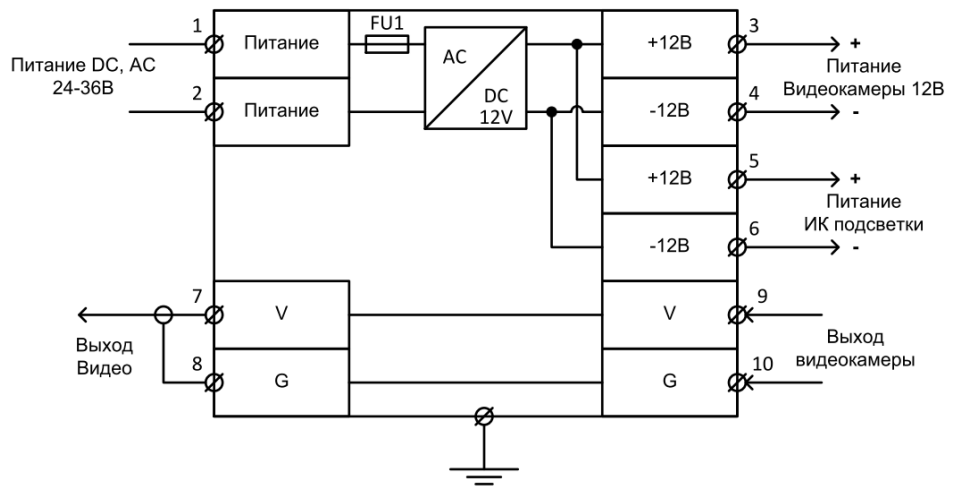 1
Питание
FU1
+12В
3
+
Питание DC, AC
24-36В
AC
DC
12V
Питание
Видеокамеры 12В
2
Питание
-12В
4
-
+12В
5
+
Питание
ИК подсветки
-12В
6
-
7
V
V
9
Выход
Видео
Выход
видеокамеры
8
G
G
10